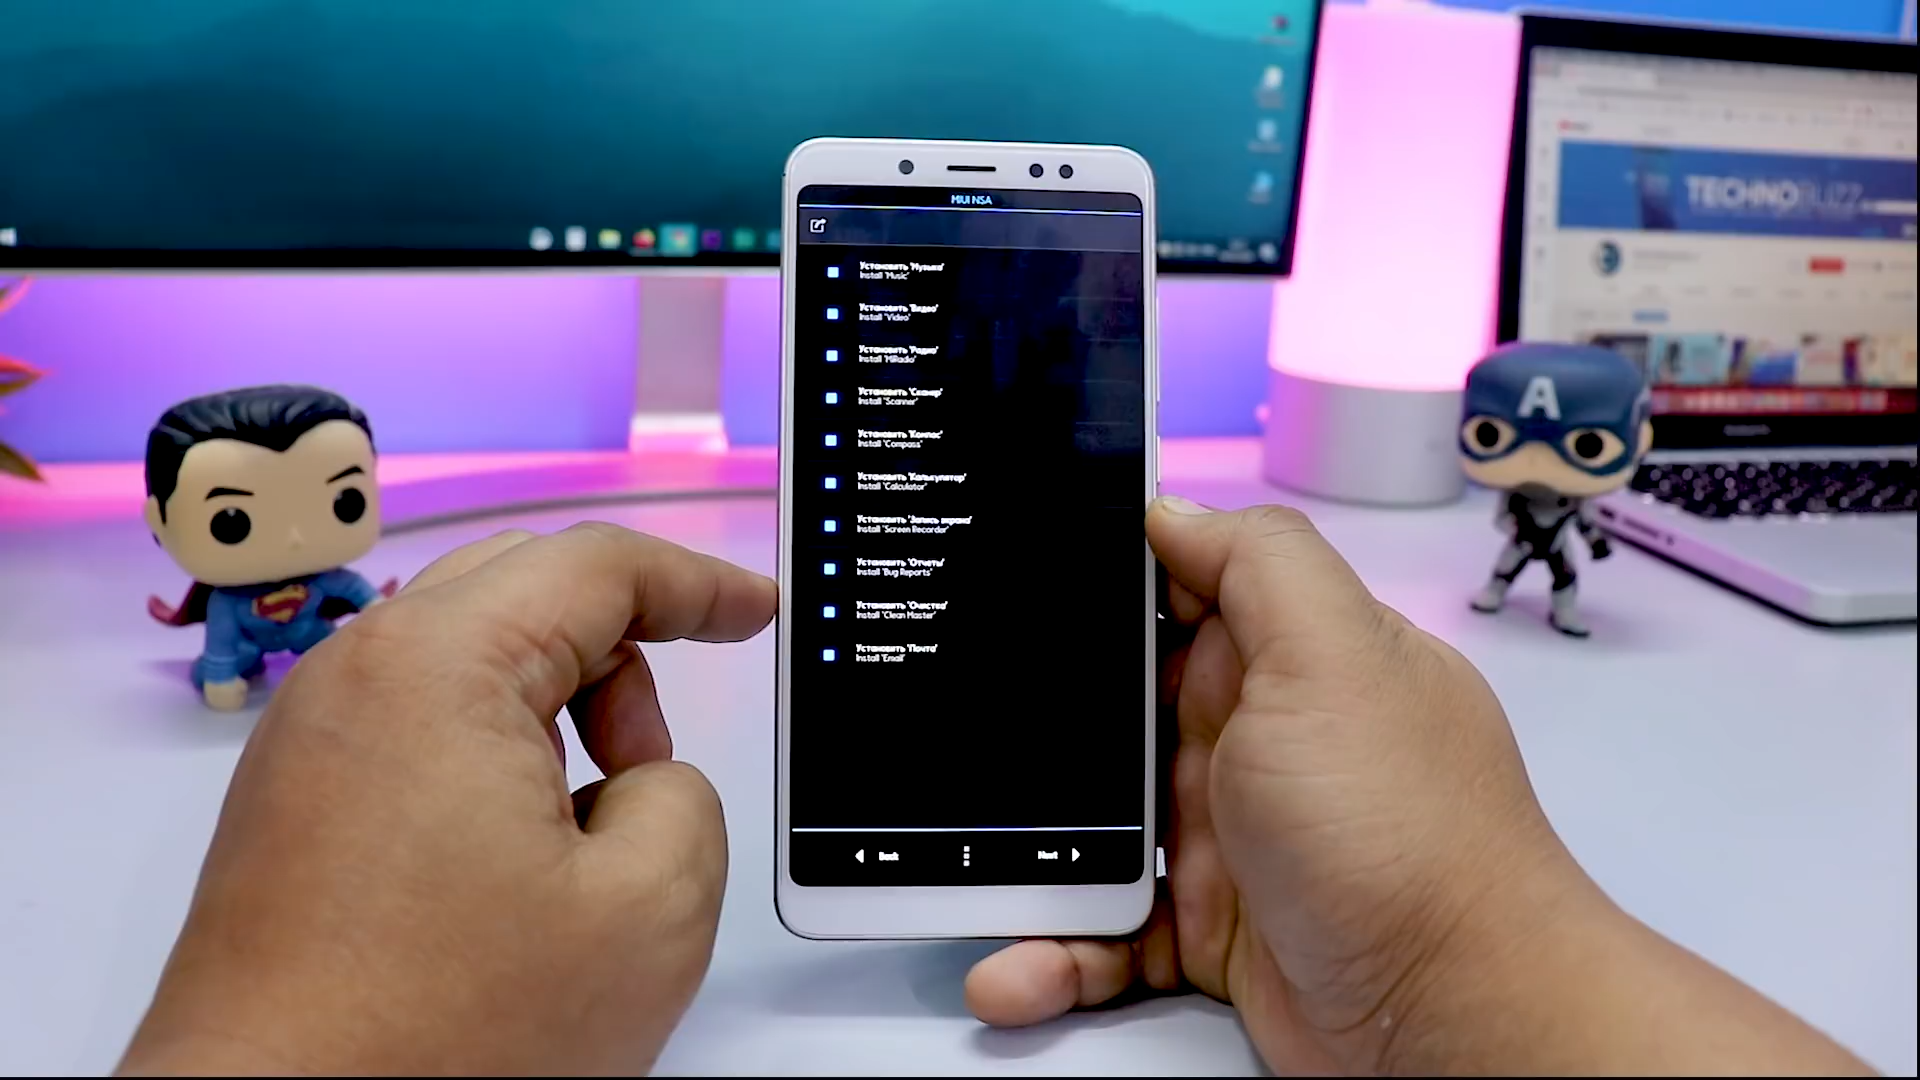 MIUI NSA
Установить 'Музыка'
Install 'Music'
Установить 'Видео'
Install 'Video'
Установить 'Радио'
Install 'MiRadio'
Установить 'Сканер'
Install 'Scanner'
Установить 'Компас'
Install 'Compass'
Установить 'Калькулятор'
Install 'Calculator'
Установить 'Запись экрана'
Install 'Screen Recorder'
Установить 'Отчеты'
Install 'Bug Reports'
Установить 'Очистка'
Install 'Clean Master'
Установить 'Почта'
Install 'Email'
Back
Next
TECHNOBUZZ
A